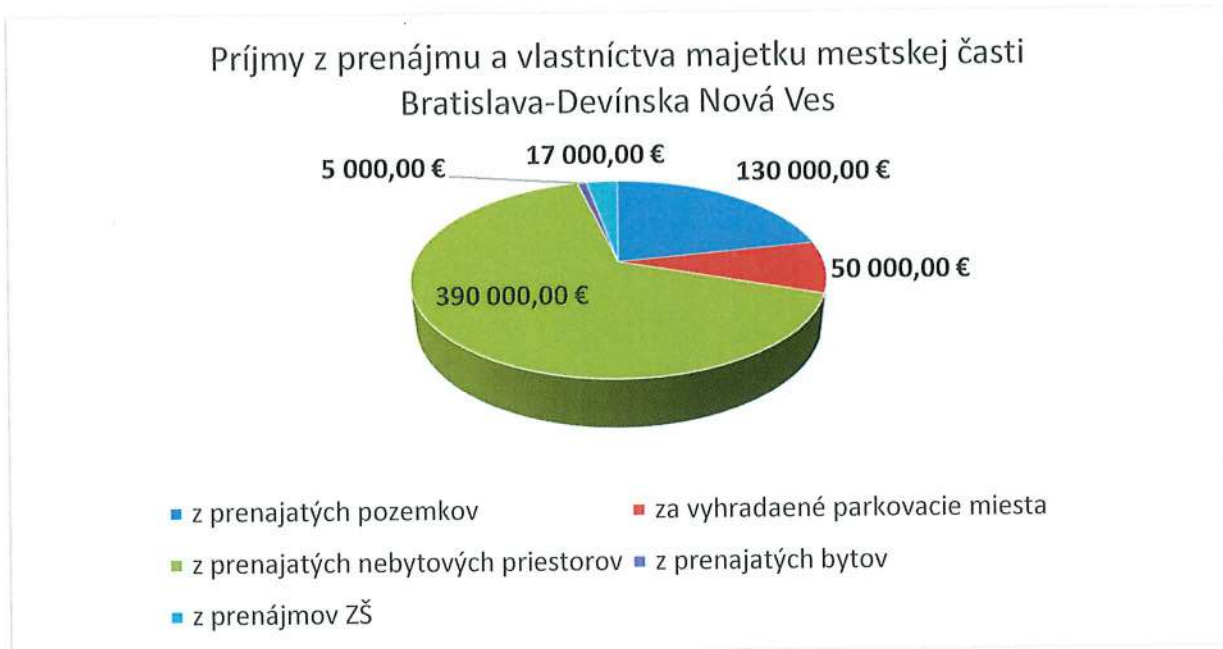 Príjmy z prenájmu a vlastníctva majetku mestskej časti
Bratislava-Devínska Nová Ves
5 000,00 €
17 000,00 €
130 000,00 €
50 000,00 €
390 000,00 €
z prenajatých pozemkov
za vyhradaené parkovacie miesta
z prenajatých nebytových priestorov
z prenajatých bytov
z prenájmov ZŠ